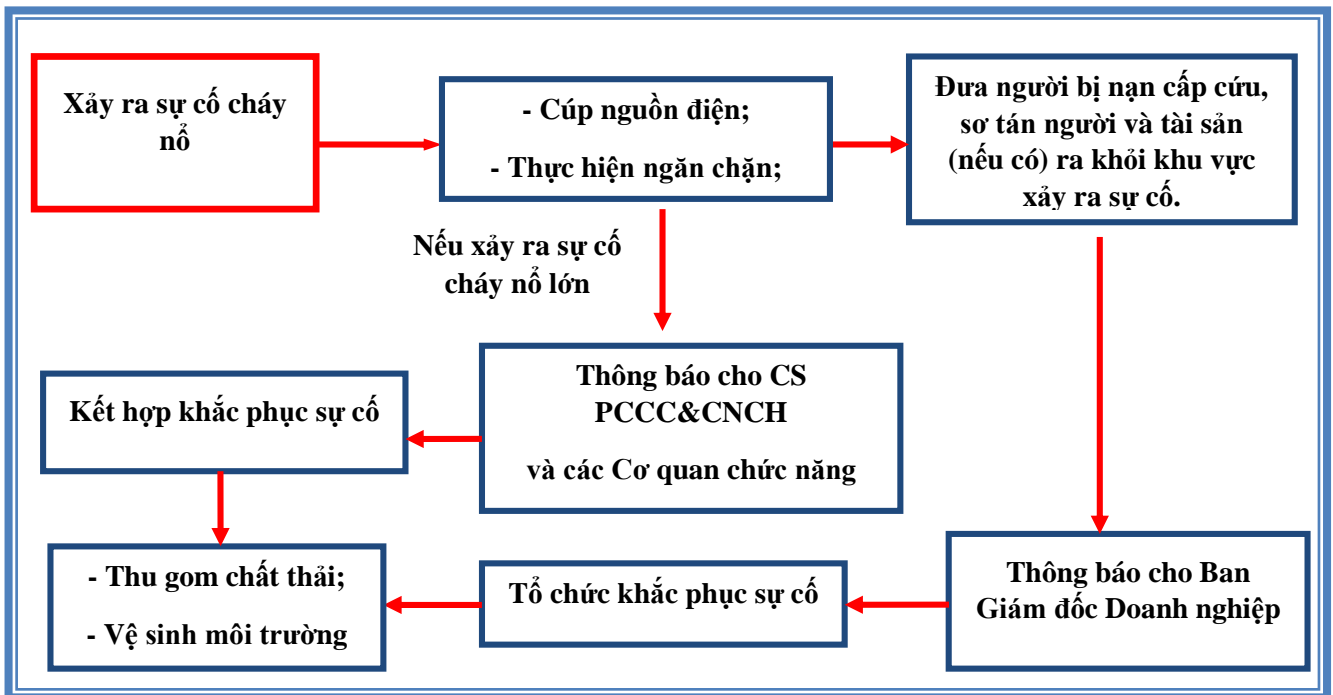 Xảy ra sự cố cháy
nổ
- Cúp nguồn điện;
- Thực hiện ngăn chặn;
Đưa người bị nạn cấp cứu,
sơ tán người và tài sản
(nếu có) ra khỏi khu vực
xảy ra sự cố.
Nếu xảy ra sự cố
cháy nổ lớn
Thông báo cho CS
PCCC&CNCH
và các Cơ quan chức năng
Kết hợp khắc phục sự cố
- Thu gom chất thải;
- Vệ sinh môi trường
Tổ chức khắc phục sự cố
Thông báo cho Ban
Giám đốc Doanh nghiệp